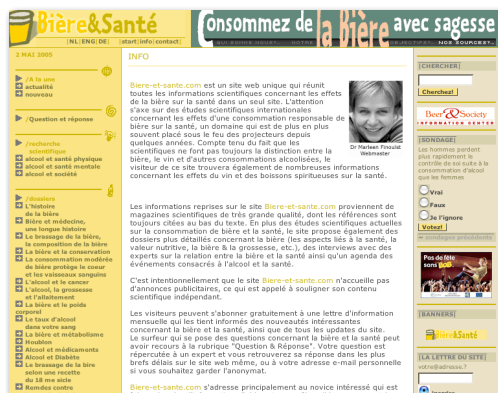 Bière&Santé
|NL|ENG|DE| |start|info|contact|
Consommez de la Bière avec sagesse
2 MAI 2005
/A la une
actualité
nouveau
/Question et réponse
/recherche
scientifique
alcool et santé physique
alcool et santé mentale
alcool et société
/dossiers
L'histoire
de la bière
Bière et médecine,
une longue histoire
Le brassage de la bière,
la composition de la bière
La bière et la conservation
La consommation modérée
de bière protège le coeur
et les vaisseaux sanguins
L'alcool et le cancer
L'alcool, la grossesse
et l'allaitement
La bière et le poids
corporel
Le taux d'alcool
dans votre sang
La bière et métabolisme
Houblon
Alcool et médicaments
Alcool et Diabète
Le brassage de la bière
selon une recette
du 18 me siècle
Remdes contre
INFO
Biere-et-sante.com est un site web unique qui réunit
toutes les informations scientifiques concernant les effets
de la bière sur la santé dans un seul site. L'attention
s'axe sur des études scientifiques internationales
concernant les effets d'une consommation responsable de
bière sur la santé, un domaine qui est de plus en plus
souvent placé sous le feu des projecteurs depuis
quelques années. Compte tenu du fait que les
scientifiques ne font pas toujours la distinction entre la
bière, le vin et d'autres consommations alcoolisées, le
visiteur de ce site trouvera également de nombreuses informations
concernant les effets du vin et des boissons spiritueuses sur la santé.
Dr Marleen Finoulst
Webmaster
Les informations reprises sur le site Biere-et-sante.com proviennent de
magazines scientifiques de très grande qualité, dont les références sont
toujours citées au bas du texte. En plus des études scientifiques actuelles
sur la consommation de bière et la santé, le site propose également des
dossiers plus détaillés concernant la bière (les aspects liés à la santé, la
valeur nutritive, la bière & la grossesse, etc.), des interviews avec des
experts sur la relation entre la bière et la santé ainsi qu'un agenda des
événements consacrés à l'alcool et la santé.
C'est intentionnellement que le site Biere-et-sante.com n'accueille pas
d'annonces publicitaires, ce qui est appelé à souligner son contenu
scientifique indépendant.
Les visiteurs peuvent s'abonner gratuitement à une lettre d'information
mensuelle qui les tient informés des nouveautés intéressantes
concernant la bière et la santé, ainsi que de tous les updates du site.
Le surfeur qui se pose des questions concernant la bière et la santé peut
avoir recours à la rubrique "Question & Réponse". Votre question est
répercutée à un expert et vous retrouverez sa réponse dans les plus
brefs délais sur le site web même, ou à votre adresse e-mail personnelle
si vous souhaitez garder l'anonymat.
Biere-et-sante.com s'adresse principalement au novice intéressé qui est
|CHERCHER|
Cherchez!
Beer&Society
INFORMATION CENTER
|SONDAGE|
Les hommes perdent
plus rapidement le
contrôle de soi suite à la
consommation d'alcool
que les femmes
Vrai
Faux
Je l'ignore
Votez!
sondages précédents
Pas de fête
sans BOB.
|BANNERS|
Bière&Santé
|LA LETTRE DU SITE|
votre@adresse.?